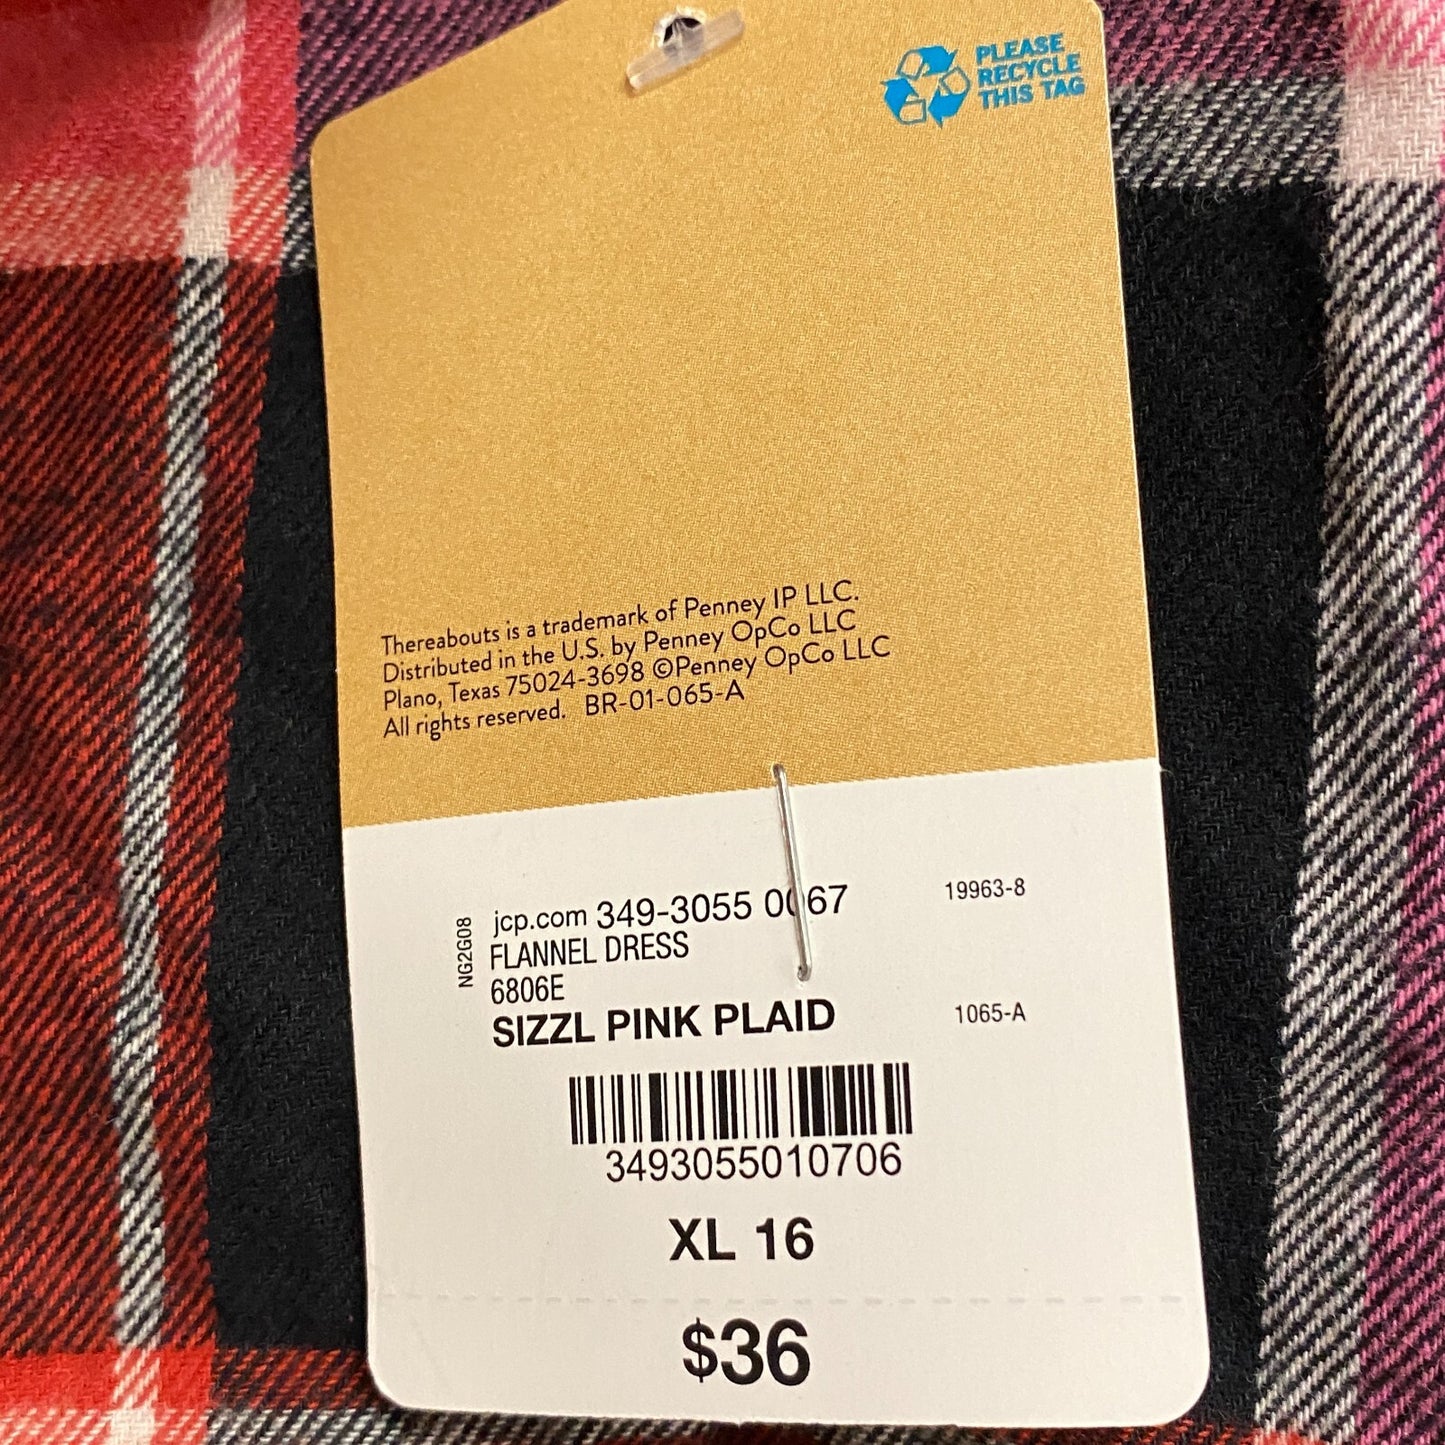 PLEASE
RECYCLE
THIS TAG
Thereabouts is a trademark of Penney IP LLC.
Distributed in the U.S. by Penney OpCo LLC
Plano, Texas 75024-3698 ©Penney OpCo LLC
All rights reserved. BR-01-065-A
NG2G08
jcp.com 349-3055 0067
19963-8
FLANNEL DRESS
6806E
SIZZL PINK PLAID
1065-A
3493055010706
XL 16
$36